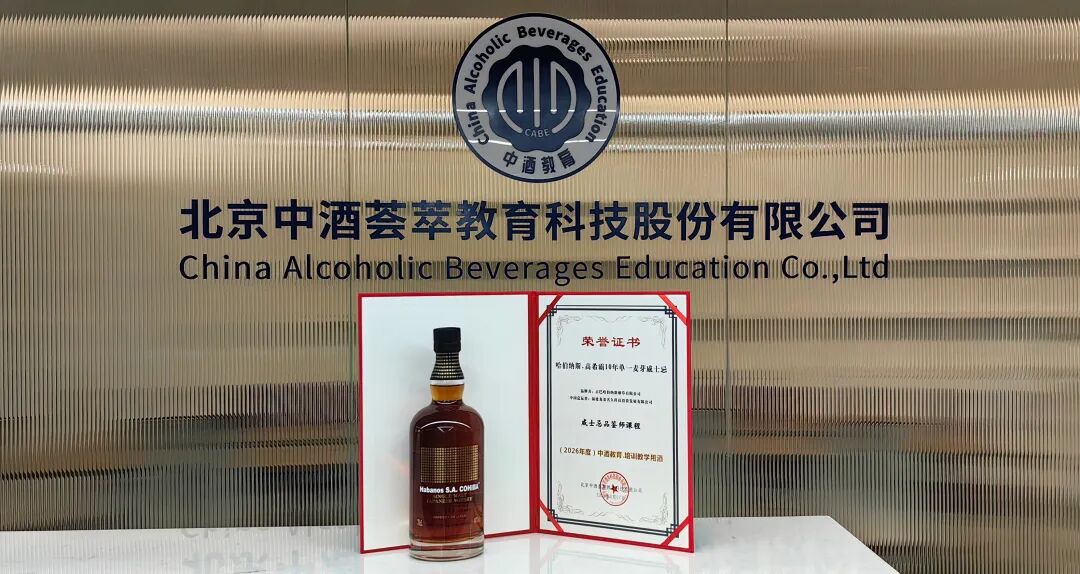 China Alcoholic Beverages Education
CABE
中酒教育
北京中酒荟萃教育科技股份有限公司
China Alcoholic Beverages Education Co.,Ltd
Habanos S.A. COHIBA
SINGLE MALT
JAPANESE WHISKY
荣誉证书
哈伯纳斯.高希霸10年单一麦芽威士忌
威士忌品鉴师课程
(2026年度)中酒教育.培训教学用酒